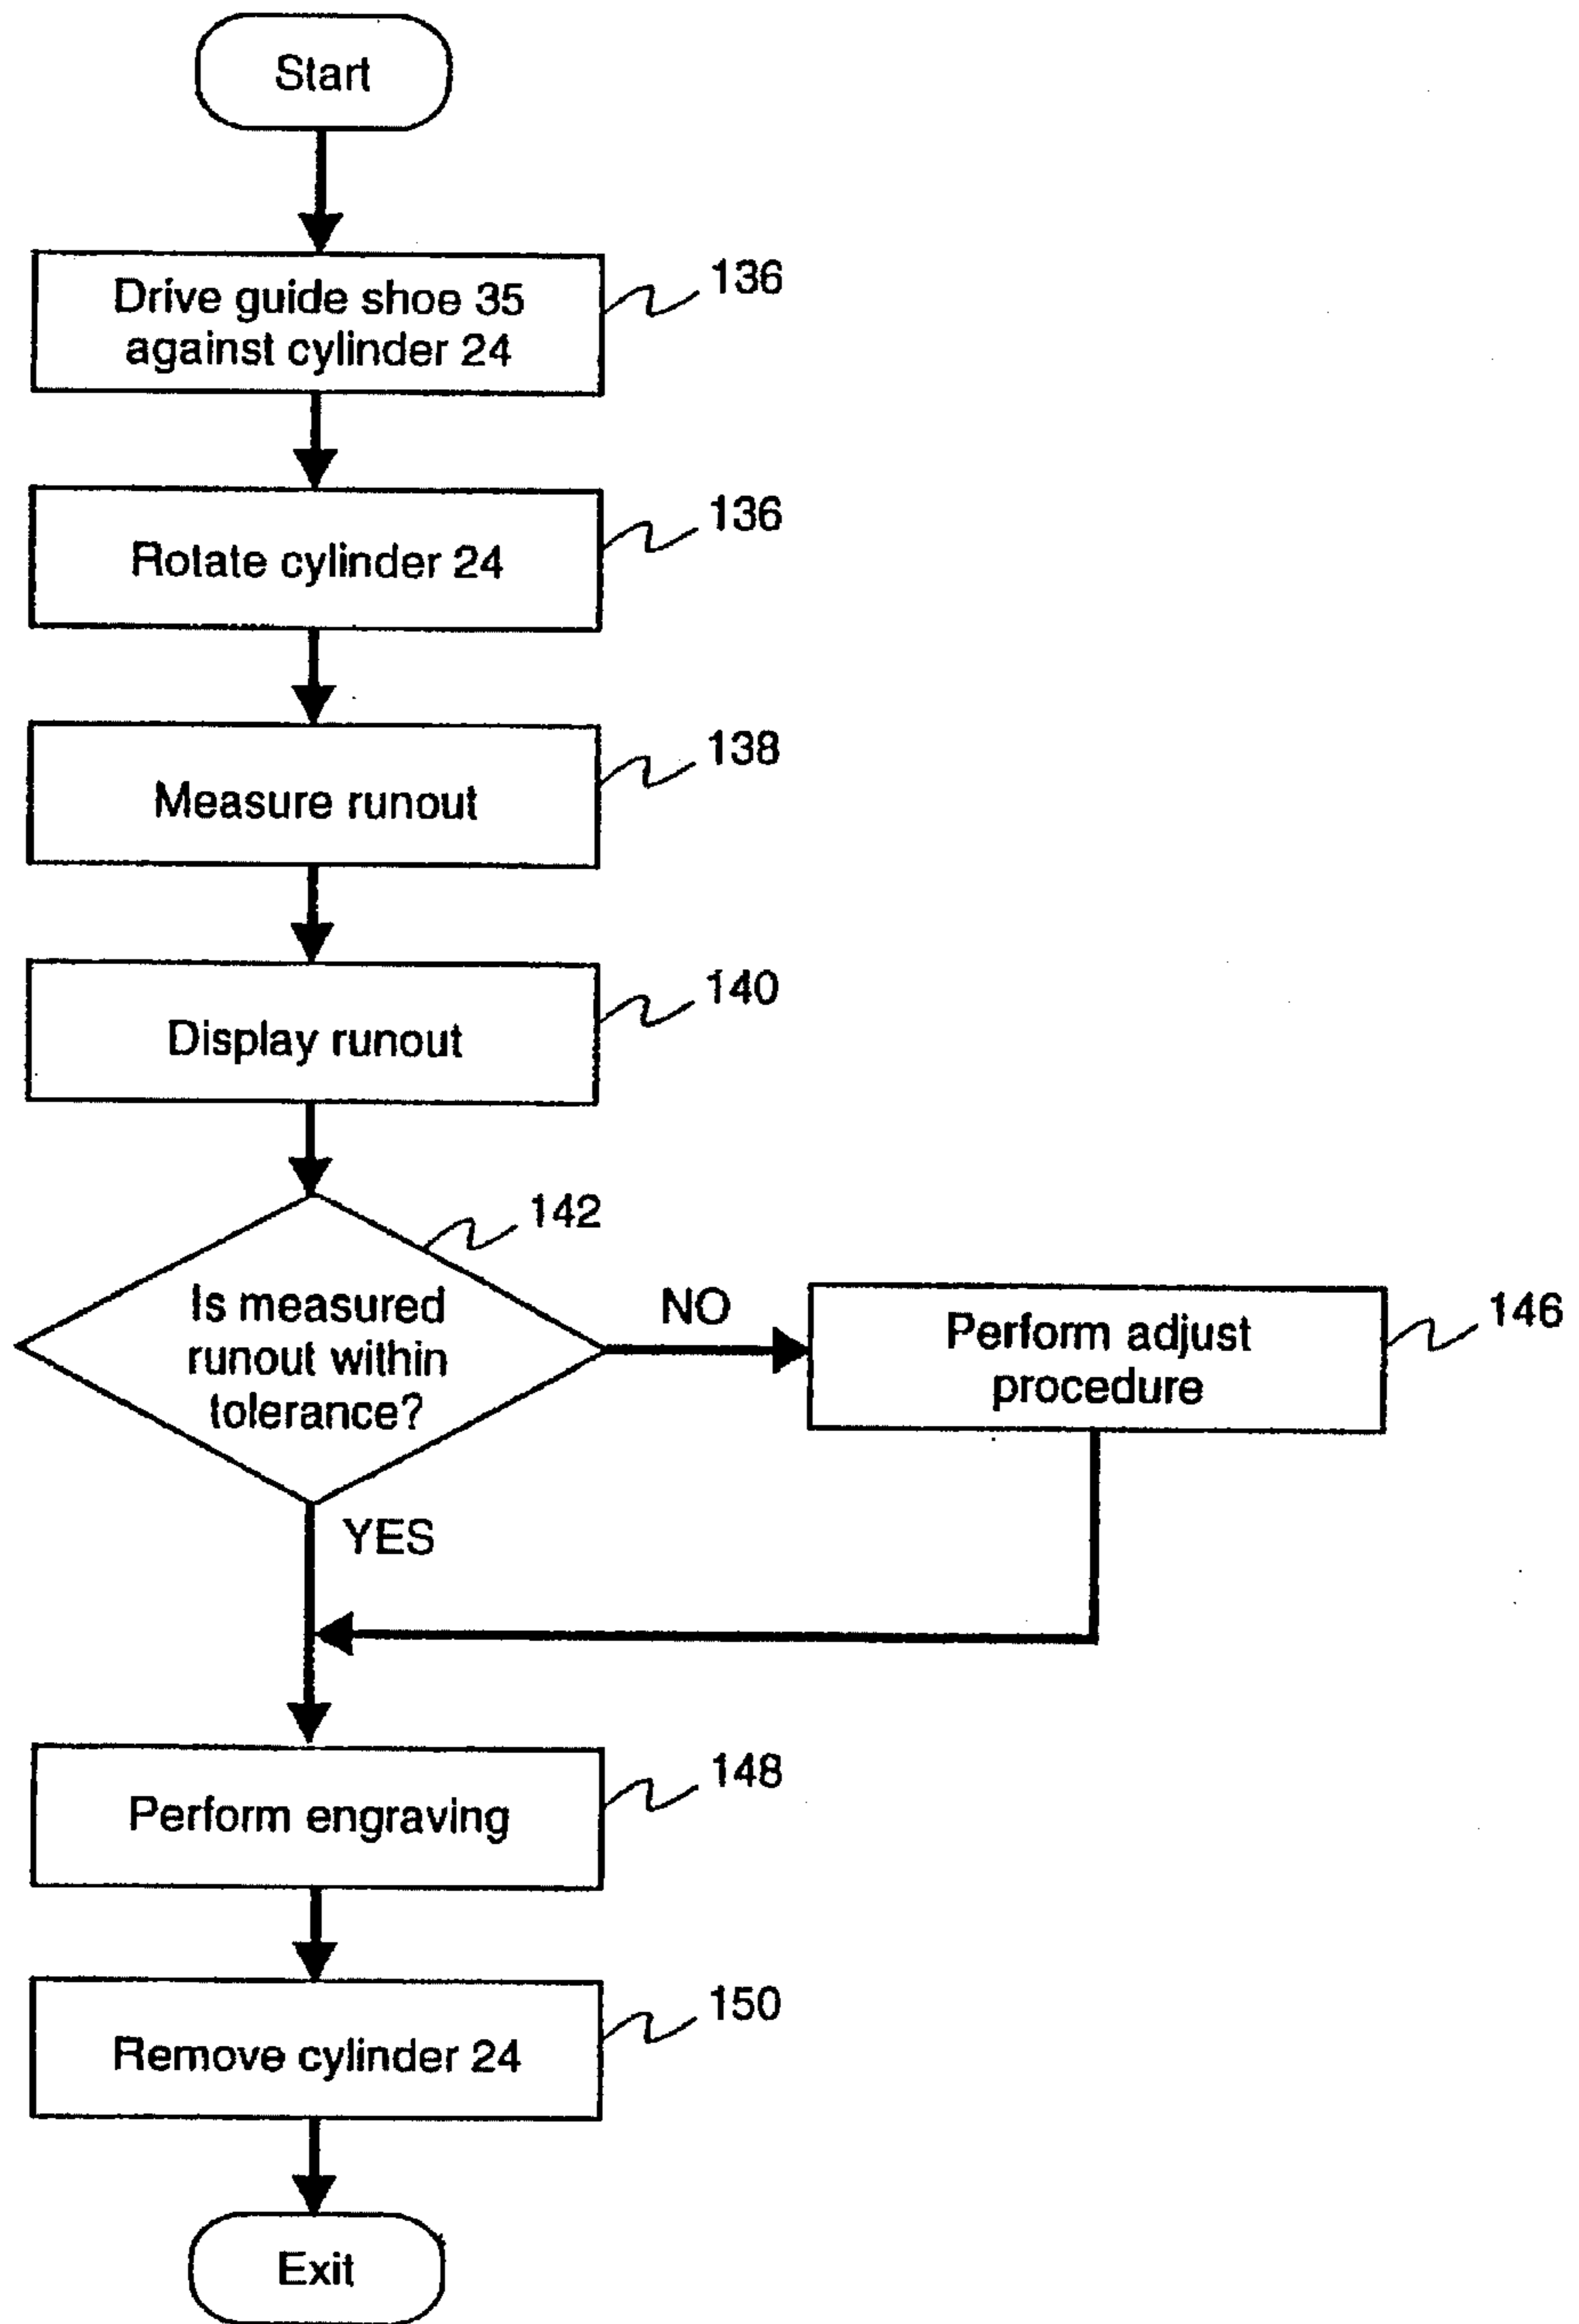 Start
Drive guide shoe 35
against cylinder 24
136
Rotate cylinder 24
136
Measure runout
138
Display runout
140
142
Is measured
runout within
tolerance?
NO
Perform adjust
procedure
146
YES
Perform engraving
148
Remove cylinder 24
150
Exit